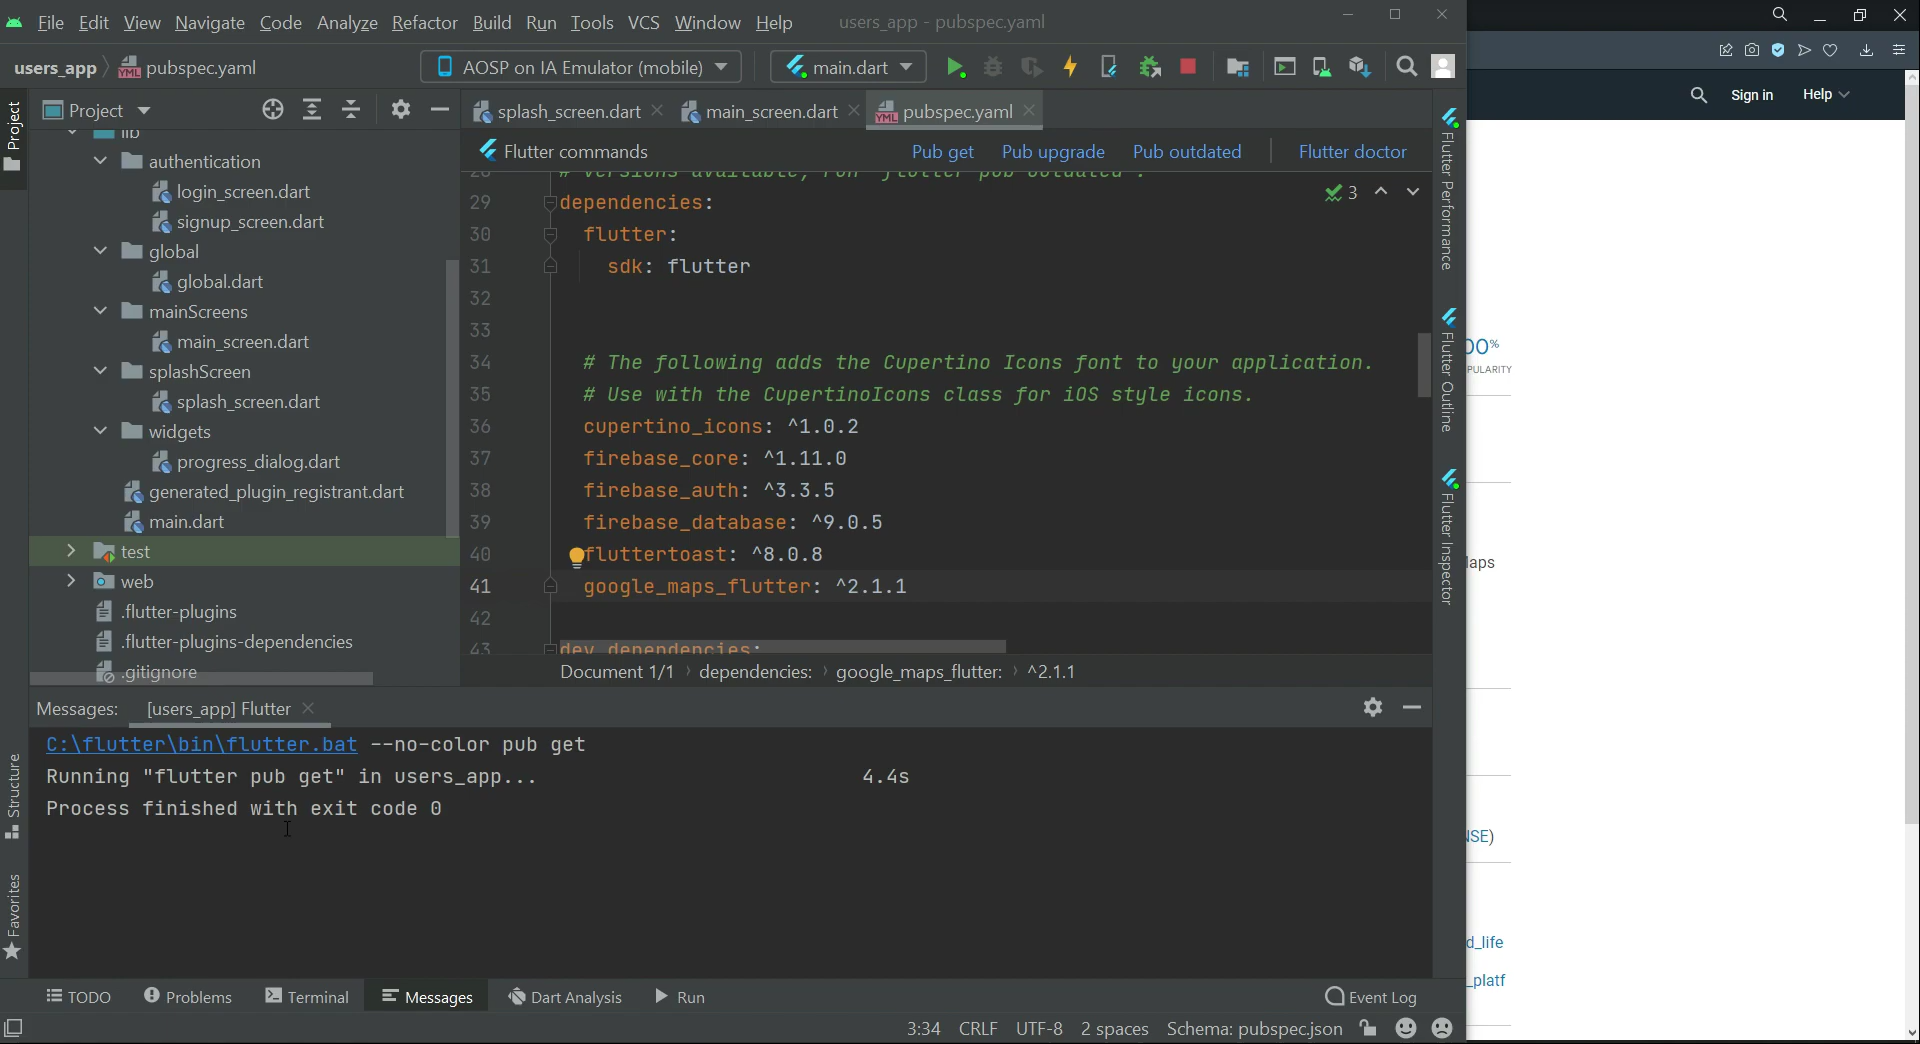 File Edit View Navigate Code Analyze Refactor Build Run Tools VCS Window Help users_app - pubspec.yaml
users_app pubspec.yaml AOSP on IA Emulator (mobile) main.dart
Sign in Help
Project
Project
splash_screen.dart main_screen.dart pubspec.yaml
Flutter commands Pub get Pub upgrade Pub outdated Flutter doctor
lib
authentication
login_screen.dart
signup_screen.dart
global
global.dart
mainScreens
main_screen.dart
splashScreen
splash_screen.dart
widgets
progress_dialog.dart
generated_plugin_registrant.dart
main.dart
test
web
.flutter-plugins
.flutter-plugins-dependencies
.gitignore
28 # versions available, run `flutter pub outdated`.
29 dependencies:
30 flutter:
31 sdk: flutter
32
33
34 # The following adds the Cupertino Icons font to your application.
35 # Use with the CupertinoIcons class for iOS style icons.
36 cupertino_icons: ^1.0.2
37 firebase_core: ^1.11.0
38 firebase_auth: ^3.3.5
39 firebase_database: ^9.0.5
40 fluttertoast: ^8.0.8
41 google_maps_flutter: ^2.1.1
42
43 dev_dependencies:
3
Document 1/1 dependencies: google_maps_flutter: ^2.1.1
Flutter Performance
Flutter Outline
Flutter Inspector
Messages: [users_app] Flutter
C:\flutter\bin\flutter.bat --no-color pub get
Running "flutter pub get" in users_app... 4.4s
Process finished with exit code 0
Structure
Favorites
TODO Problems Terminal Messages Dart Analysis Run Event Log
3:34 CRLF UTF-8 2 spaces Schema: pubspec.json
00%
PULARITY
laps
NSE)
d_life
_platf